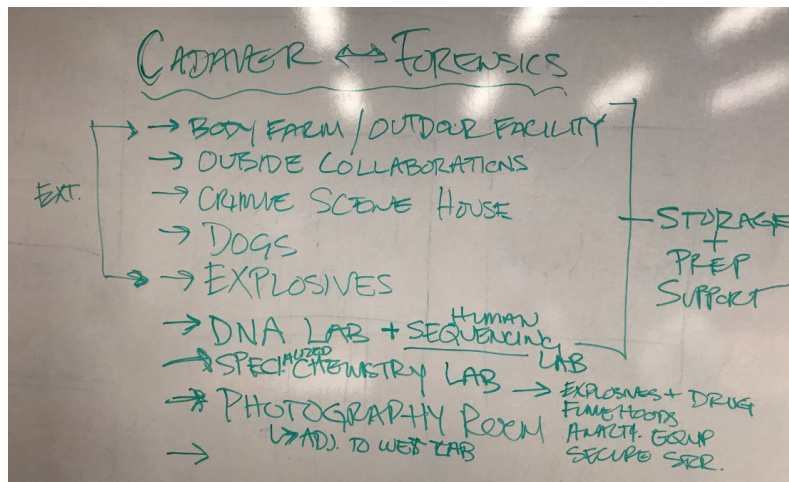 CADAVER ↔ FORENSICS
→ BODY FARM / OUTDOOR FACILITY
→ OUTSIDE COLLABORATIONS
EXT.
→ CRIME SCENE HOUSE
→ DOGS
→ EXPLOSIVES
STORAGE
+
PREP
SUPPORT
→ DNA LAB + HUMAN SEQUENCING LAB
→ SPECIALIZED CHEMISTRY LAB → EXPLOSIVES + DRUG
FUME HOODS
ANALYT. EQUIP
SECURE STR.
→ PHOTOGRAPHY ROOM
↳ ADJ. TO WET LAB
→